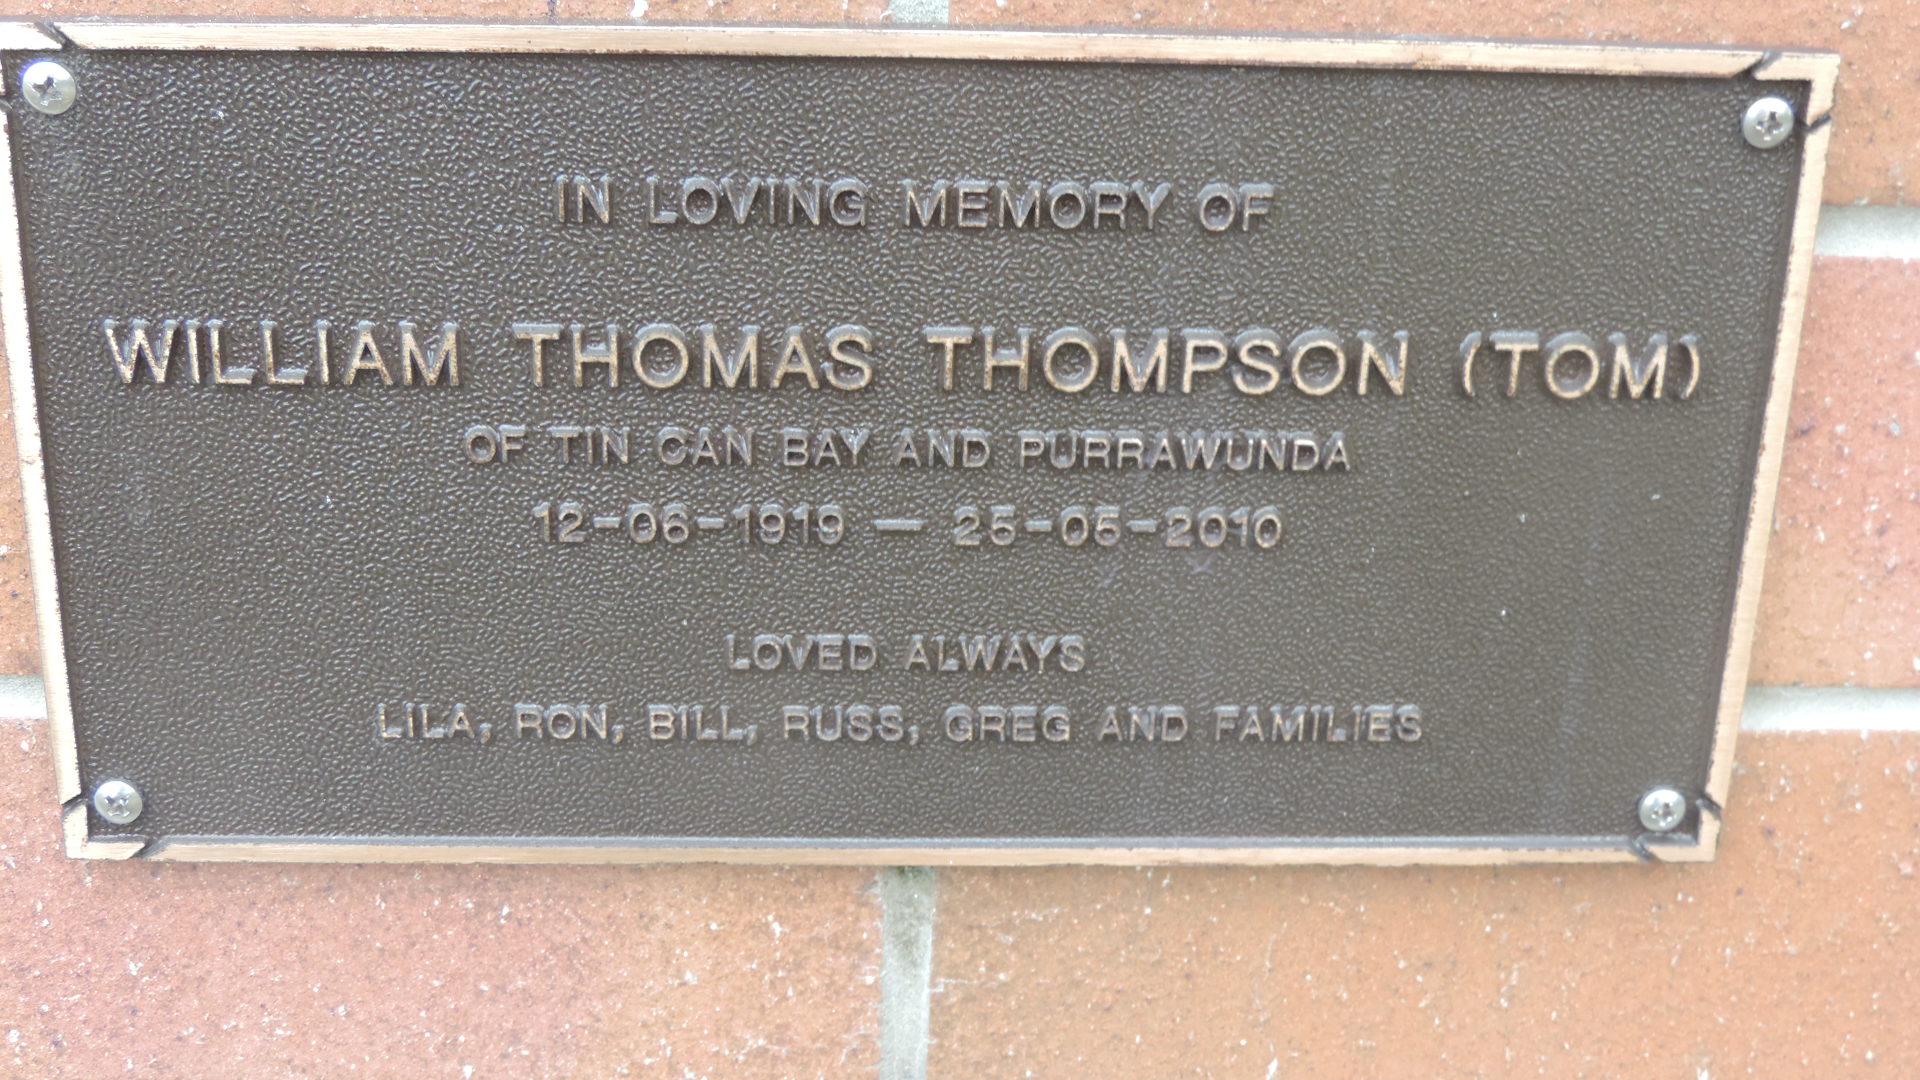 IN LOVING MEMORY OF
WILLIAM THOMAS THOMPSON (TOM)
OF TIN CAN BAY AND PURRAWUNDA
12-06-1919 — 25-05-2010
LOVED ALWAYS
LILA, RON, BILL, RUSS, GREG AND FAMILIES